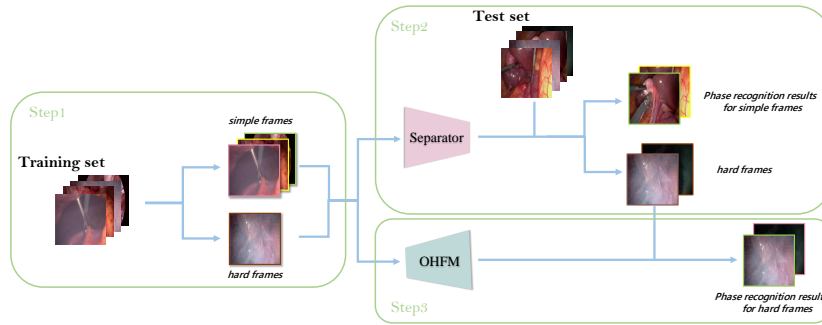 Step1
Training set
simple frames
hard frames
Step2
Test set
Separator
Phase recognition results
for simple frames
hard frames
OHFM
Step3
Phase recognition result
for hard frames